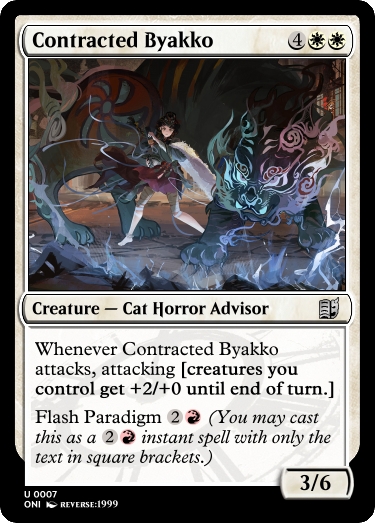 Contracted Byakko 4
Creature — Cat Horror Advisor
Whenever Contracted Byakko
attacks, attacking [creatures you
control get +2/+0 until end of turn.]
Flash Paradigm 2 (You may cast
this as a 2 instant spell with only the
text in square brackets.)
3/6
U 0007
ONI REVERSE:1999